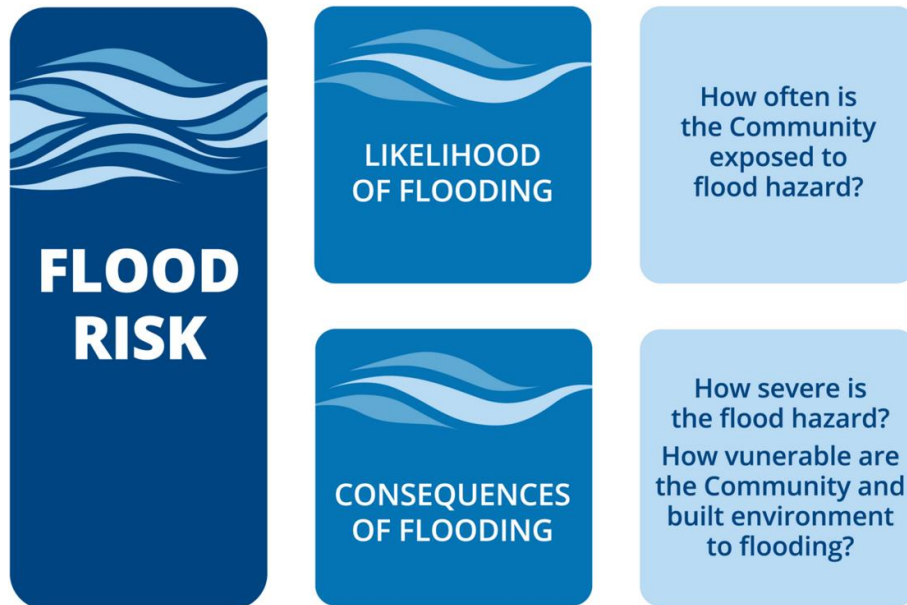 FLOOD
RISK
LIKELIHOOD
OF FLOODING
How often is
the Community
exposed to
flood hazard?
CONSEQUENCES
OF FLOODING
How severe is
the flood hazard?
How vunerable are
the Community and
built environment
to flooding?